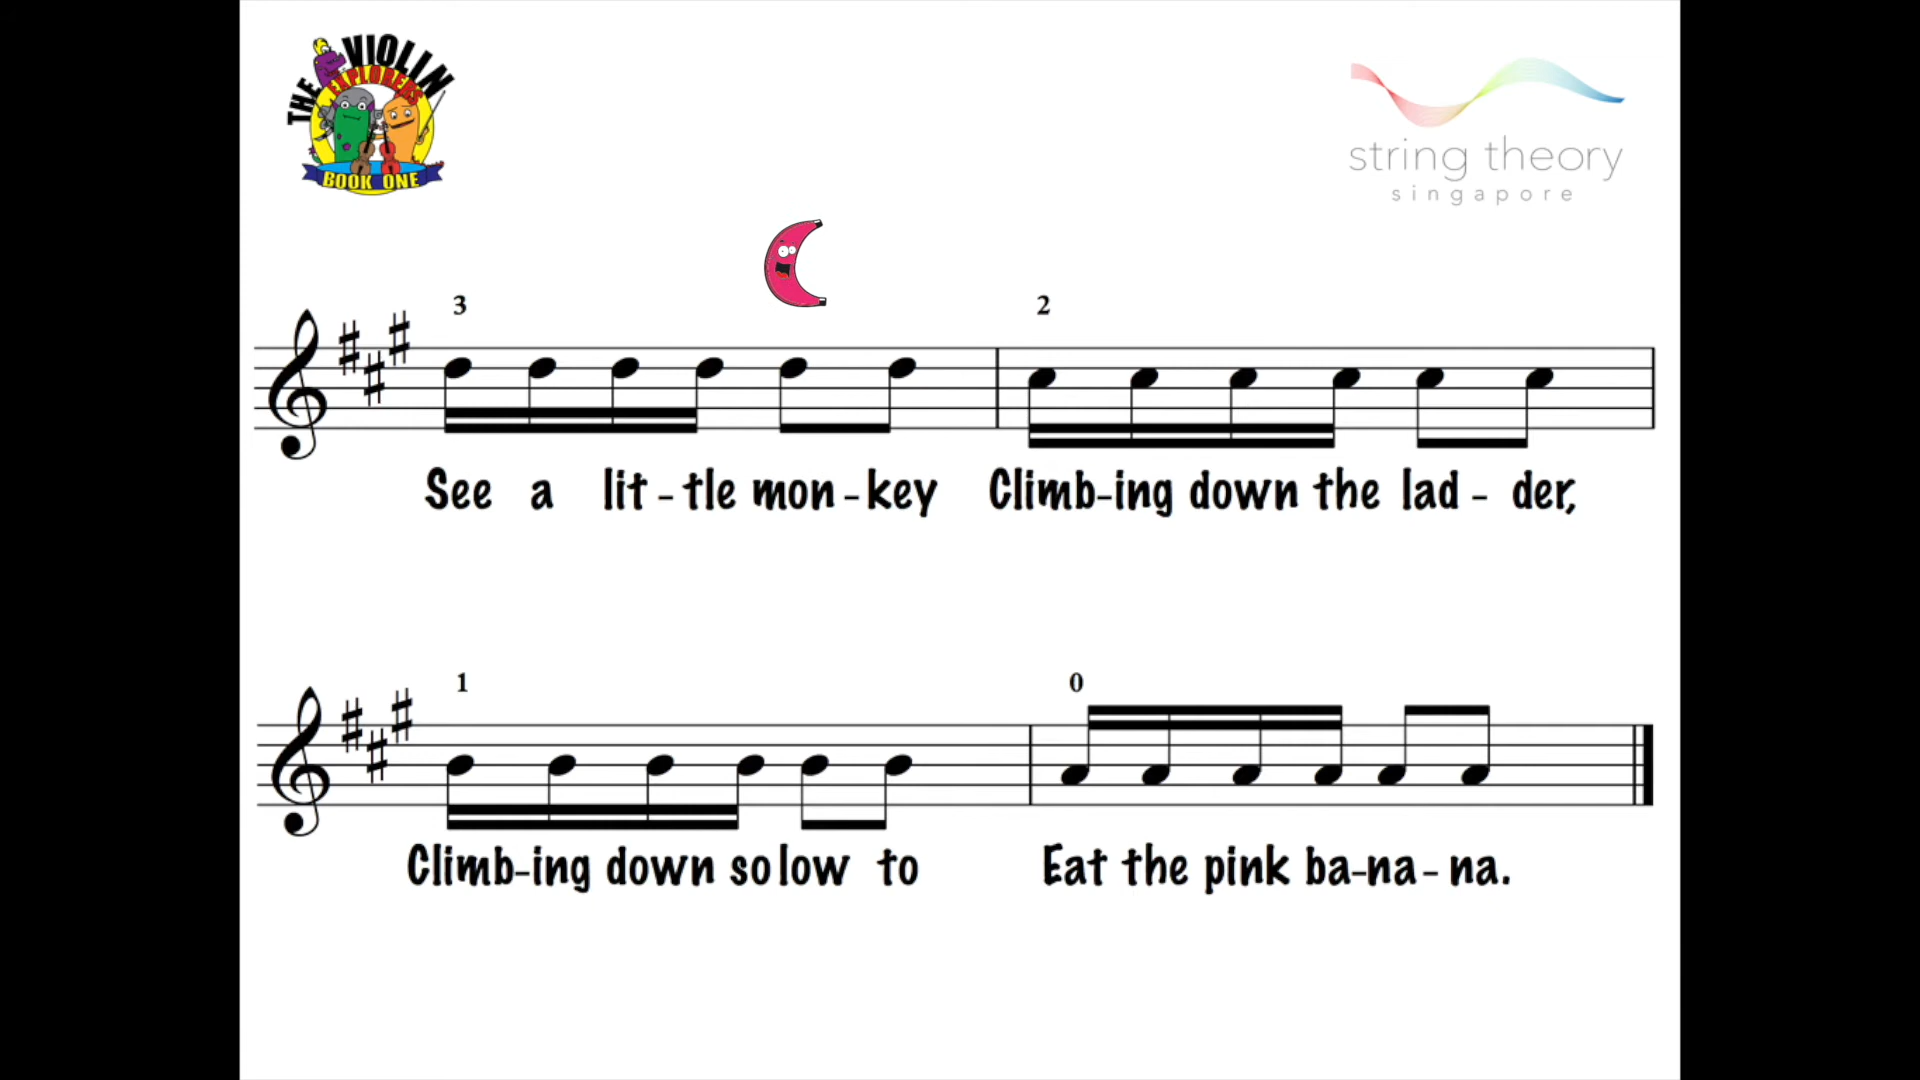 THE VIOLIN
EXPLORERS
BOOK ONE
string theory
singapore
3 2
See a lit-tle mon-key Climb-ing down the lad-der,
1 0
Climb-ing down so low to Eat the pink ba-na-na.